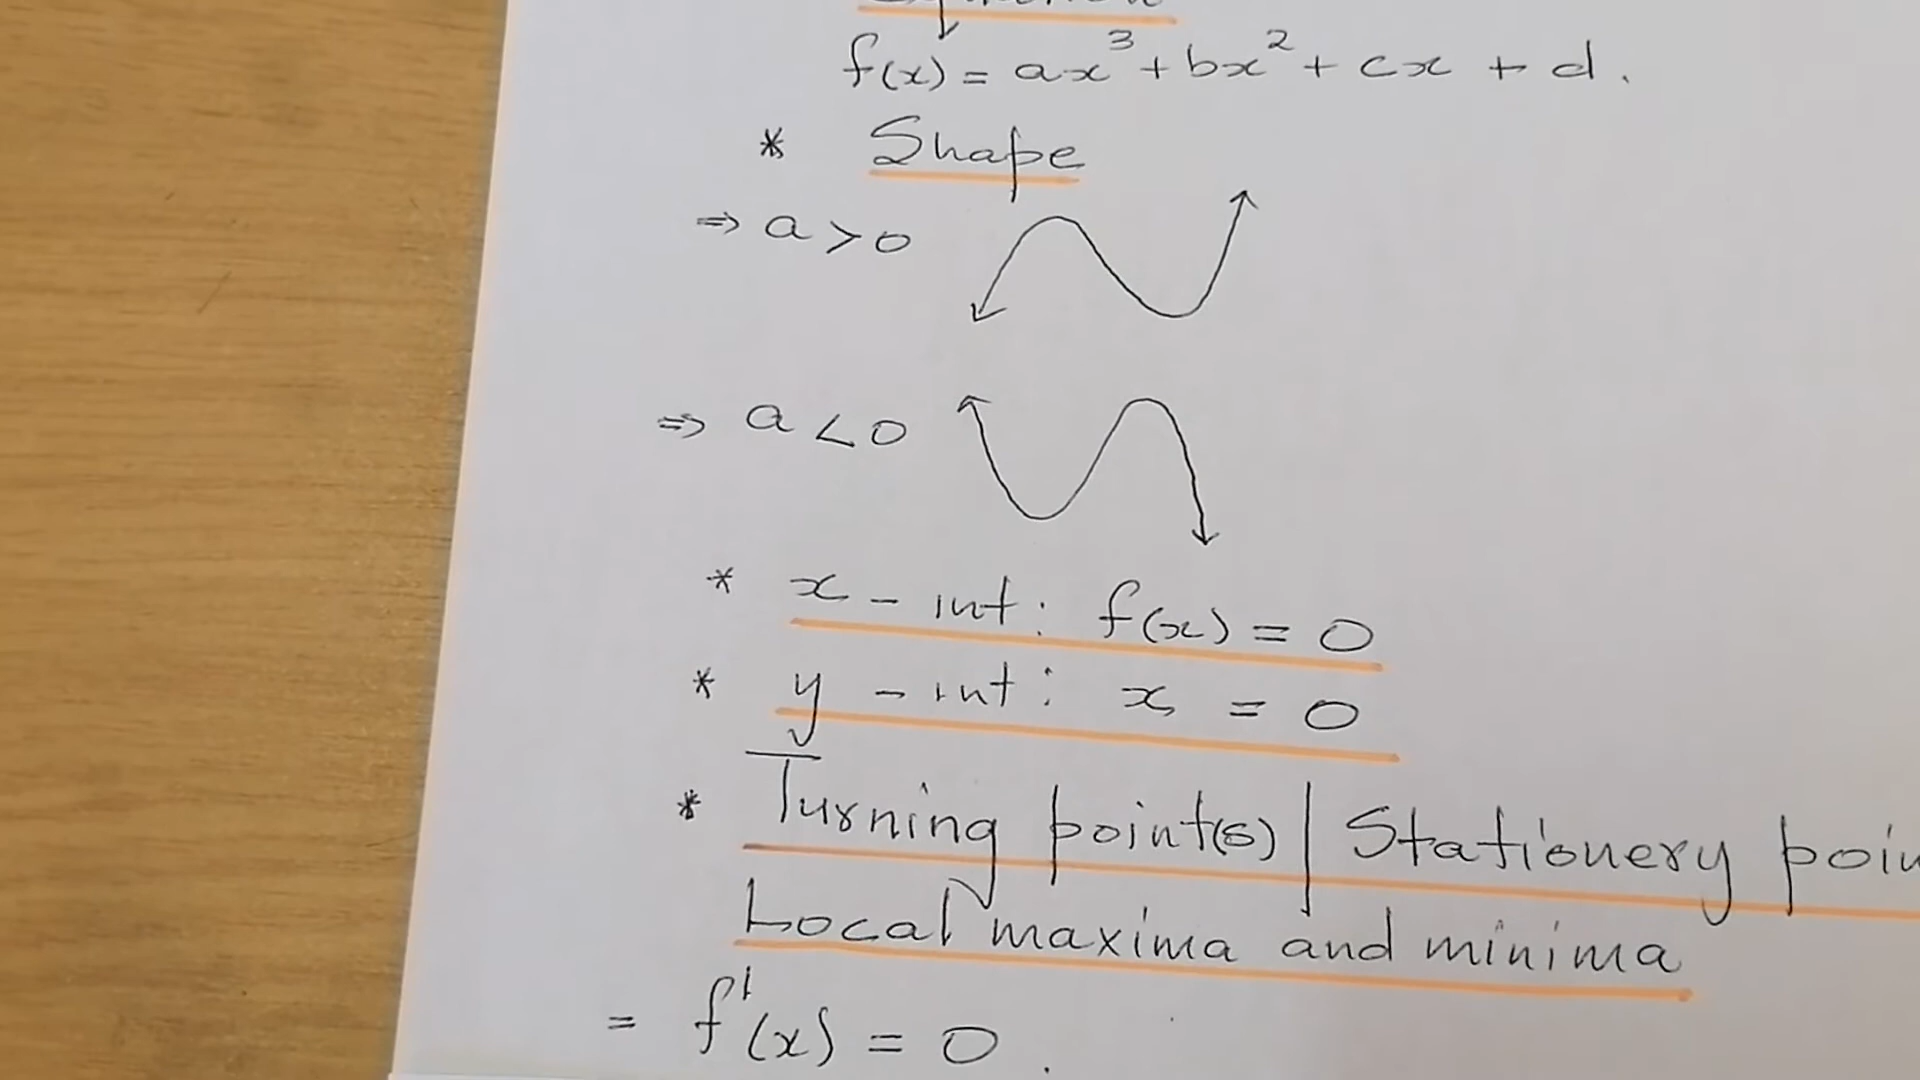 f(x) = ax³ + bx² + cx + d.
* Shape
⇒ a > 0
⇒ a < 0
* x - int: f(x) = 0
* y - int: x = 0
* Turning point(s) | Stationery
Local maxima and minima
= f'(x) = 0.